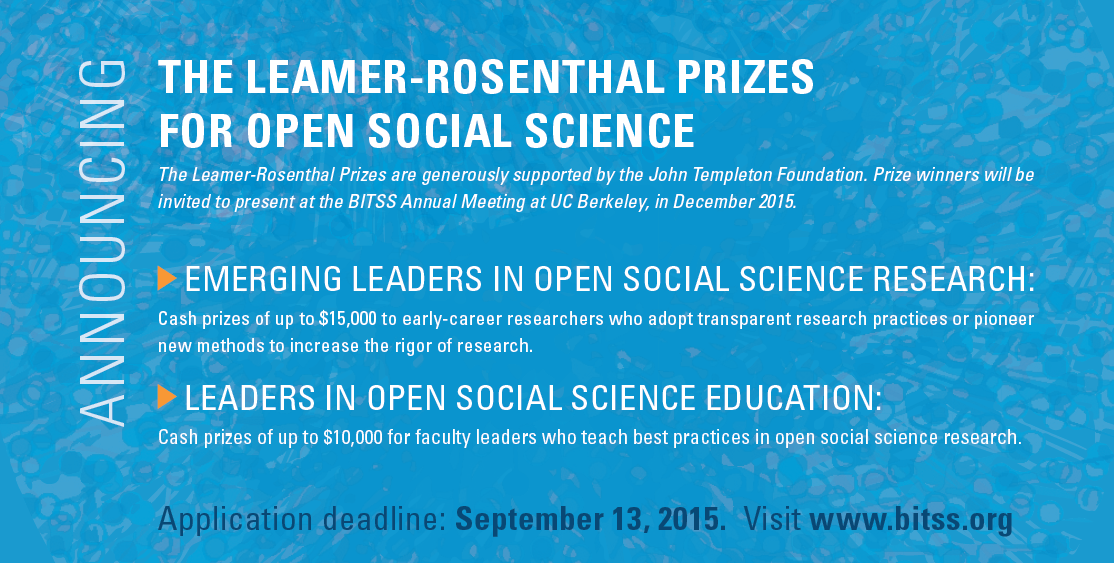 ANNOUNCING
THE LEAMER-ROSENTHAL PRIZES
FOR OPEN SOCIAL SCIENCE
The Leamer-Rosenthal Prizes are generously supported by the John Templeton Foundation. Prize winners will be
invited to present at the BITSS Annual Meeting at UC Berkeley, in December 2015.
EMERGING LEADERS IN OPEN SOCIAL SCIENCE RESEARCH:
Cash prizes of up to $15,000 to early-career researchers who adopt transparent research practices or pioneer
new methods to increase the rigor of research.
LEADERS IN OPEN SOCIAL SCIENCE EDUCATION:
Cash prizes of up to $10,000 for faculty leaders who teach best practices in open social science research.
Application deadline: September 13, 2015. Visit www.bitss.org